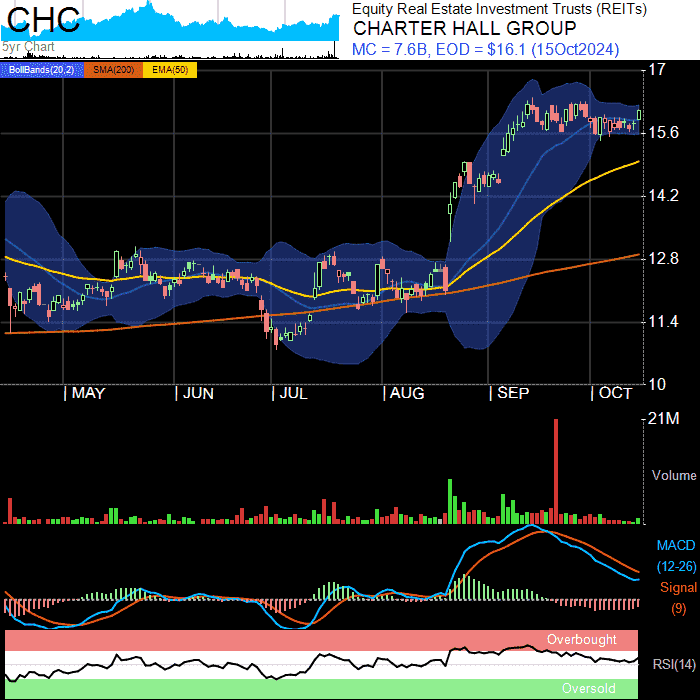 CHC
5yr Chart
Equity Real Estate Investment Trusts (REITs)
CHARTER HALL GROUP
MC = 7.6B, EOD = $16.1 (15Oct2024)
BollBands(20,2) SMA(200) EMA(50)
17
15.6
14.2
12.8
11.4
10
| MAY | JUN | JUL | AUG | SEP | OCT
21M
Volume
MACD
(12-26)
Signal
(9)
Overbought
RSI(14)
Oversold